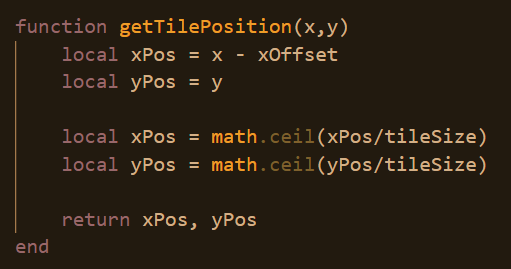 function getTilePosition(x,y)
    local xPos = x - xOffset
    local yPos = y

    local xPos = math.ceil(xPos/tileSize)
    local yPos = math.ceil(yPos/tileSize)

    return xPos, yPos
end